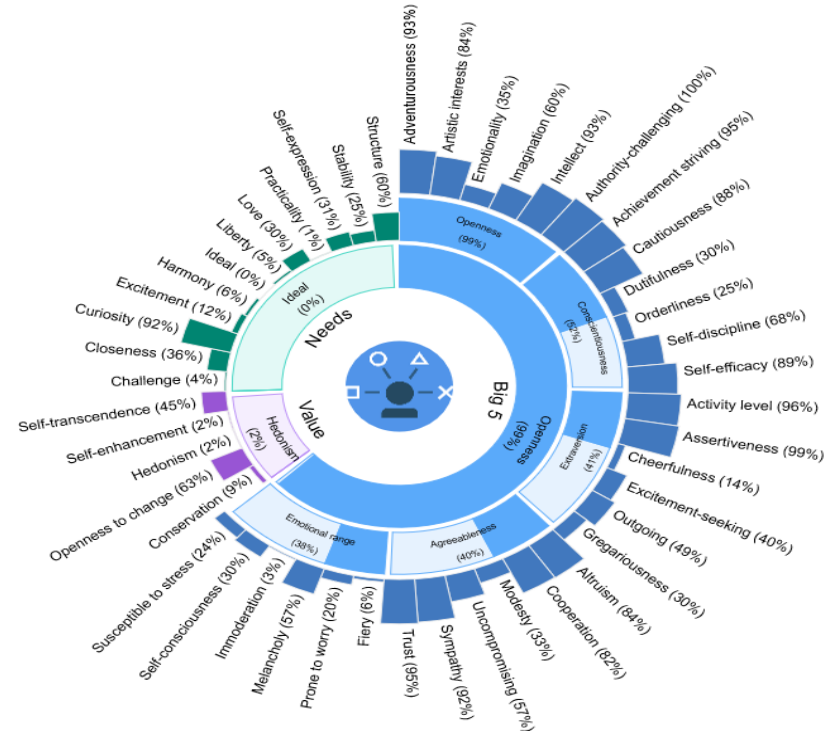 Adventurousness (93%)
Artistic interests (84%)
Emotionality (35%)
Imagination (60%)
Intellect (93%)
Authority-challenging (100%)
Achievement striving (95%)
Cautiousness (88%)
Dutifulness (30%)
Orderliness (25%)
Self-discipline (68%)
Self-efficacy (89%)
Activity level (96%)
Assertiveness (99%)
Cheerfulness (14%)
Excitement-seeking (40%)
Outgoing (49%)
Gregariousness (30%)
Altruism (84%)
Cooperation (82%)
Modesty (33%)
Uncompromising (57%)
Sympathy (92%)
Trust (95%)
Fiery (6%)
Prone to worry (20%)
Melancholy (57%)
Immoderation (3%)
Self-consciousness (30%)
Susceptible to stress (24%)
Conservation (9%)
Openness to change (63%)
Hedonism (2%)
Self-enhancement (2%)
Self-transcendence (45%)
Challenge (4%)
Closeness (36%)
Curiosity (92%)
Excitement (12%)
Harmony (6%)
Ideal (0%)
Liberty (5%)
Love (30%)
Practicality (1%)
Self-expression (31%)
Stability (25%)
Structure (60%)
Openness
(99%)
Conscientiousness
(52%)
Extraversion
(41%)
Agreeableness
(40%)
Emotional range
(38%)
Hedonism
(2%)
Ideal
(0%)
Openness
(99%)
Big 5
Value
Needs